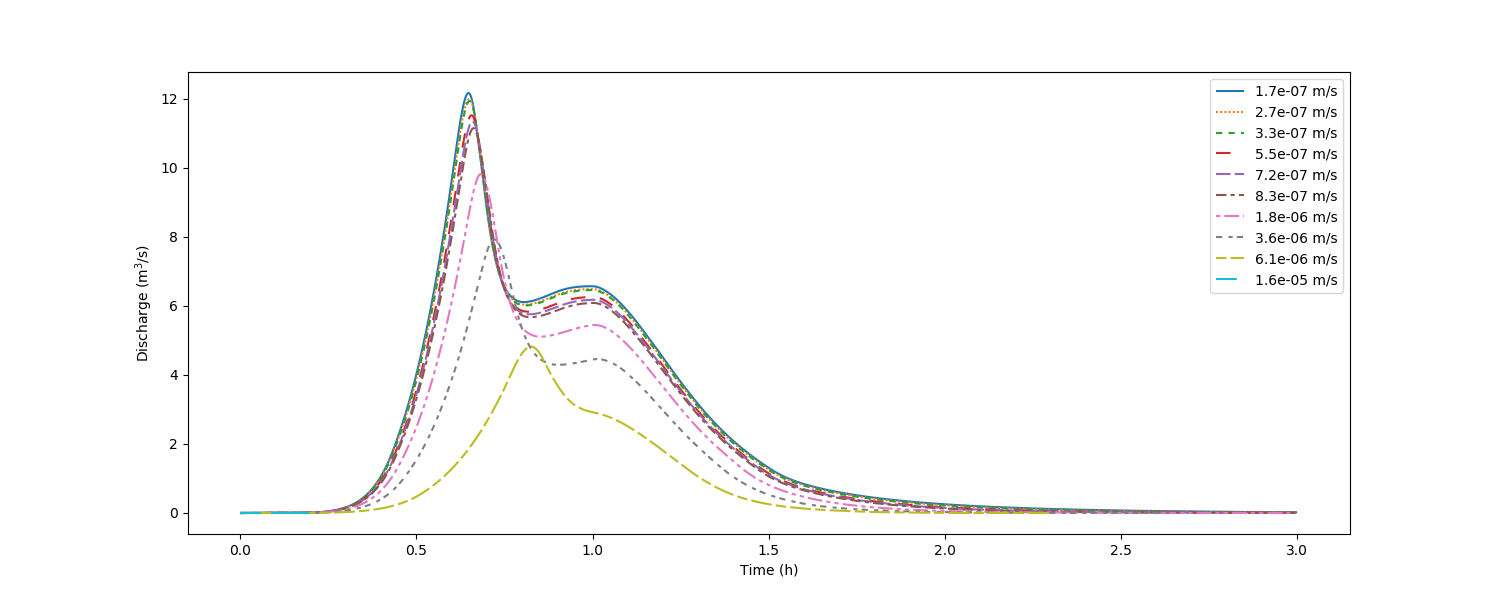 12
10
8
6
4
2
0
Discharge (m³/s)
0.0
0.5
1.0
1.5
2.0
2.5
3.0
Time (h)
1.7e-07 m/s
2.7e-07 m/s
3.3e-07 m/s
5.5e-07 m/s
7.2e-07 m/s
8.3e-07 m/s
1.8e-06 m/s
3.6e-06 m/s
6.1e-06 m/s
1.6e-05 m/s